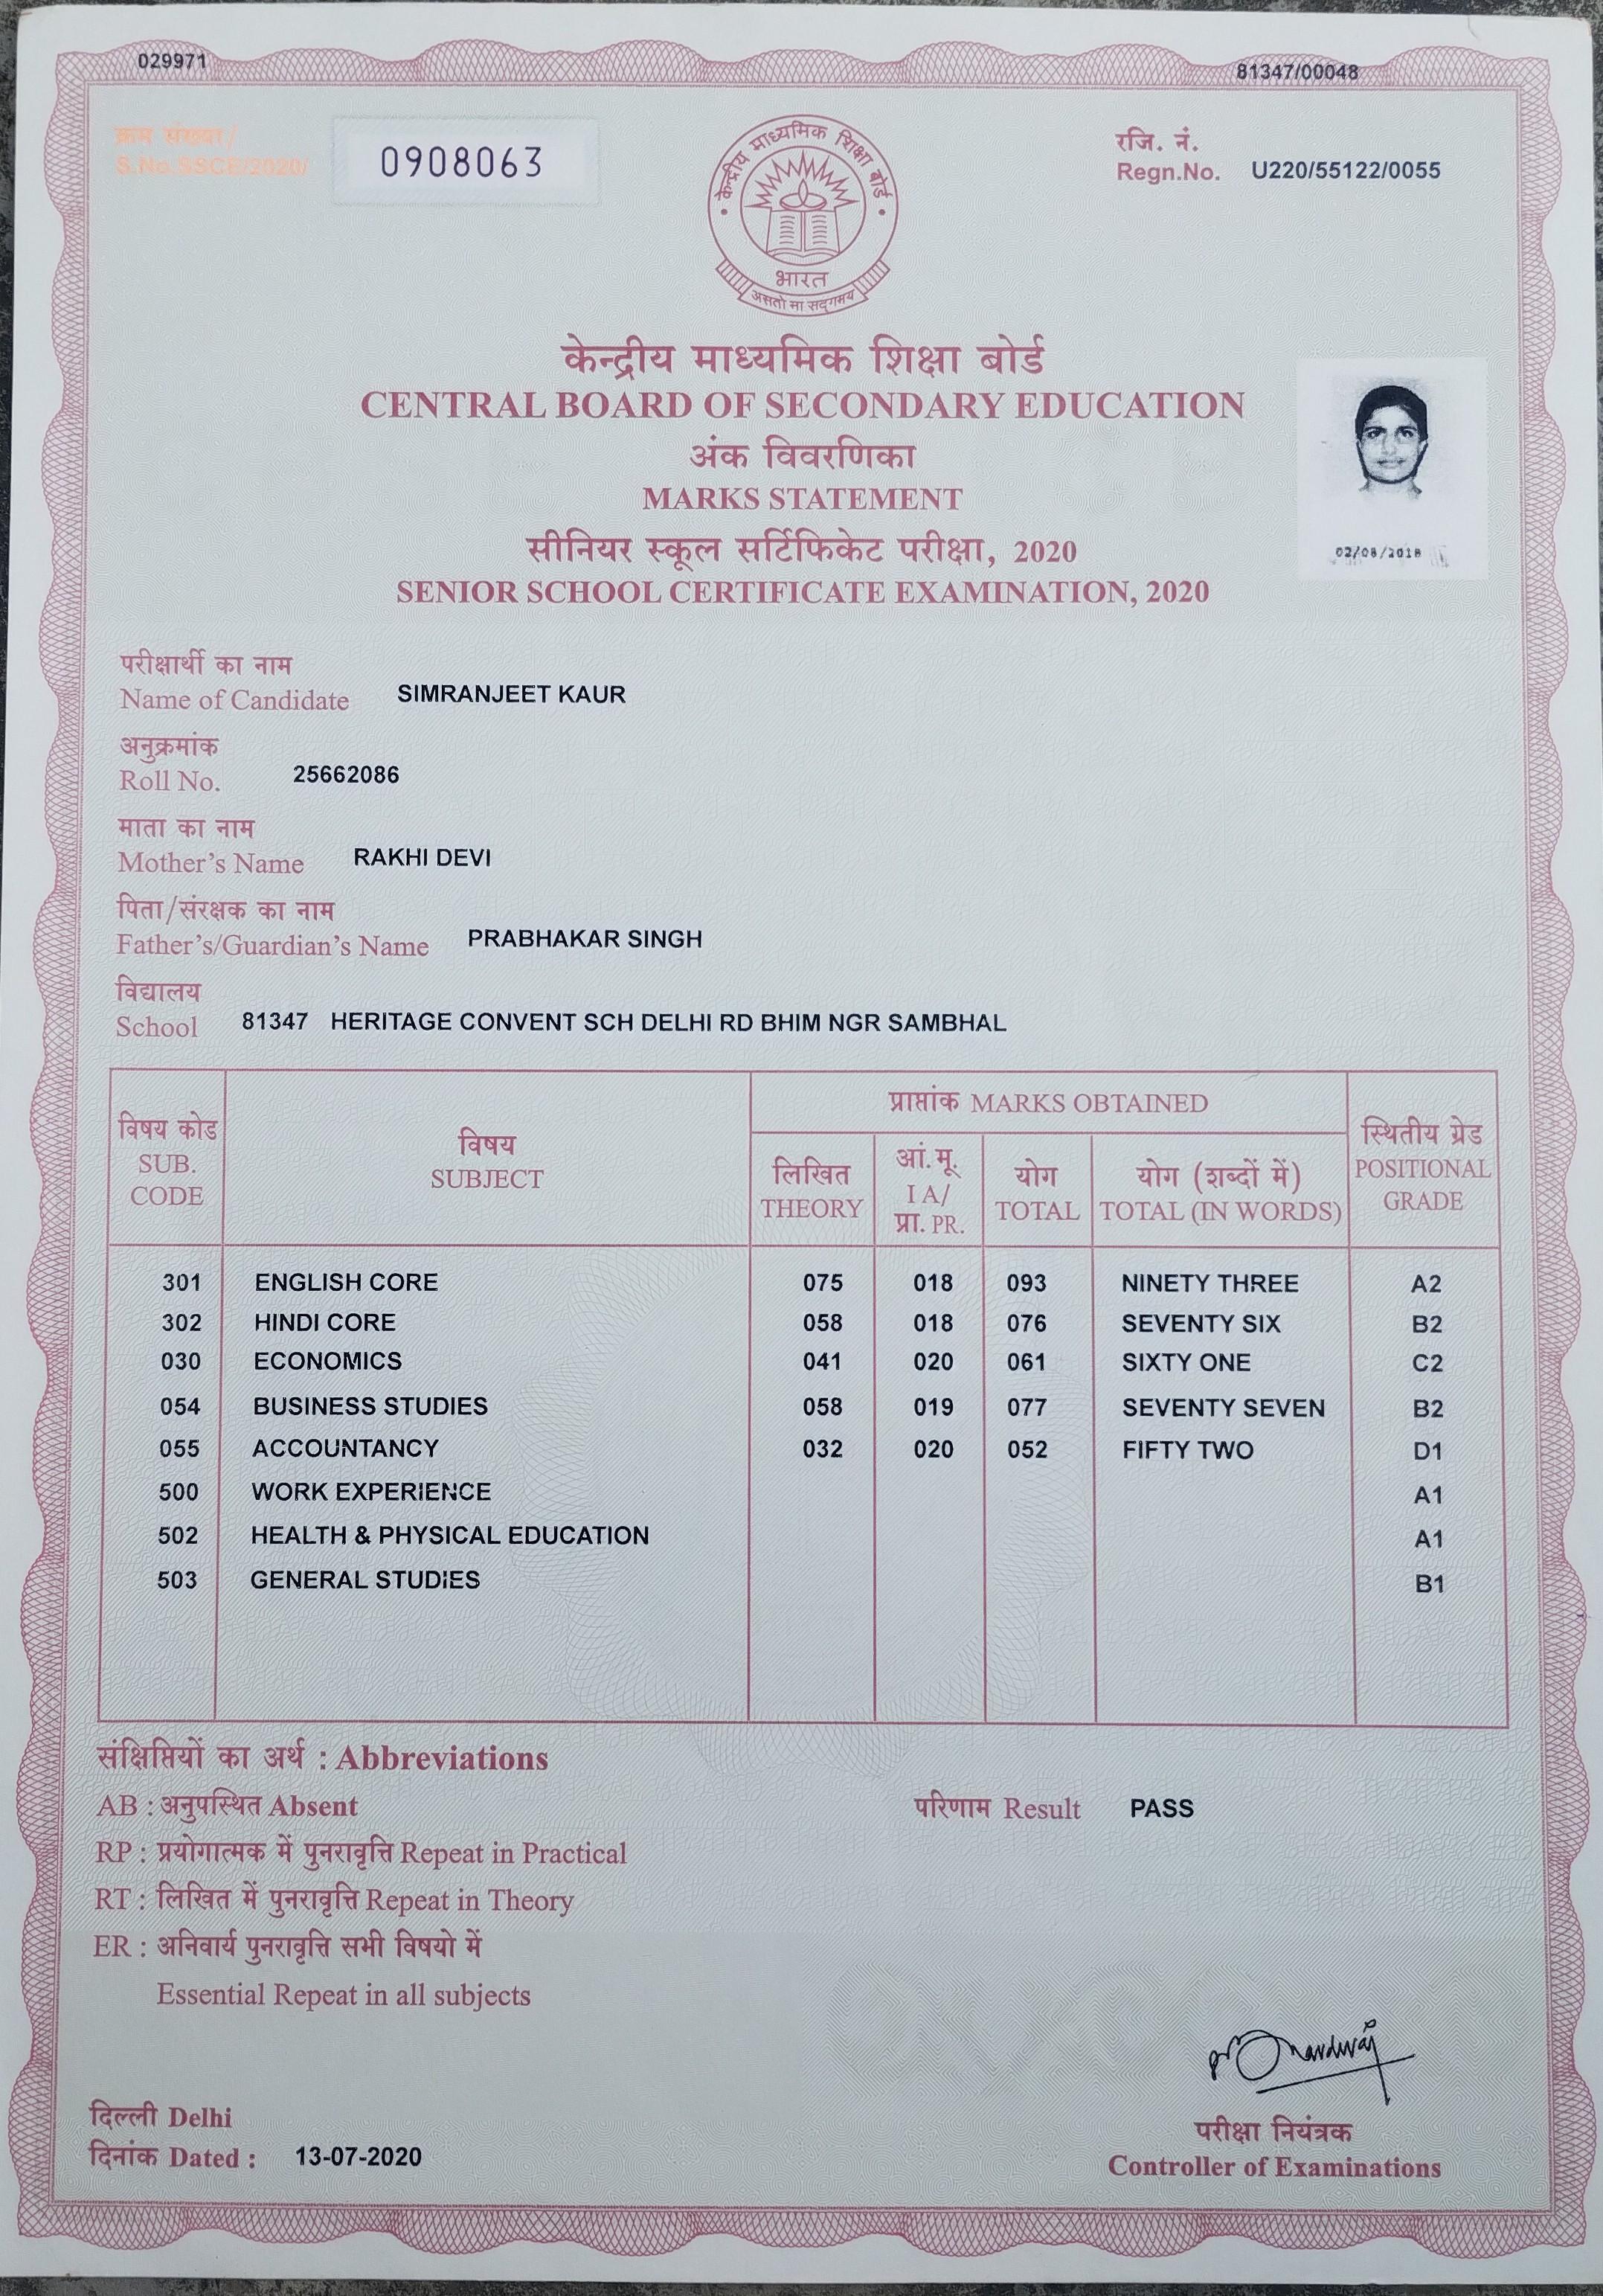 029971
81347/00048
क्रम संख्या/
S.No.SSCE/2020/ 0908063
रजि. नं.
Regn.No. U220/55122/0055
केन्द्रीय माध्यमिक शिक्षा बोर्ड
भारत
असतो मा सद्गमय
केन्द्रीय माध्यमिक शिक्षा बोर्ड
CENTRAL BOARD OF SECONDARY EDUCATION
अंक विवरणिका
MARKS STATEMENT
सीनियर स्कूल सर्टिफिकेट परीक्षा, 2020
SENIOR SCHOOL CERTIFICATE EXAMINATION, 2020
02/08/2018
परीक्षार्थी का नाम
Name of Candidate SIMRANJEET KAUR
अनुक्रमांक
Roll No. 25662086
माता का नाम
Mother's Name RAKHI DEVI
पिता/संरक्षक का नाम
Father's/Guardian's Name PRABHAKAR SINGH
विद्यालय
School 81347 HERITAGE CONVENT SCH DELHI RD BHIM NGR SAMBHAL
विषय कोड
SUB.
CODE
विषय
SUBJECT
प्राप्तांक MARKS OBTAINED
लिखित
THEORY
आं.मू.
I A/
प्रा. PR.
योग
TOTAL
योग (शब्दों में)
TOTAL (IN WORDS)
स्थितीय ग्रेड
POSITIONAL
GRADE
301 ENGLISH CORE 075 018 093 NINETY THREE A2
302 HINDI CORE 058 018 076 SEVENTY SIX B2
030 ECONOMICS 041 020 061 SIXTY ONE C2
054 BUSINESS STUDIES 058 019 077 SEVENTY SEVEN B2
055 ACCOUNTANCY 032 020 052 FIFTY TWO D1
500 WORK EXPERIENCE A1
502 HEALTH & PHYSICAL EDUCATION A1
503 GENERAL STUDIES B1
संक्षिप्तियों का अर्थ : Abbreviations
AB : अनुपस्थित Absent
परिणाम Result PASS
RP : प्रयोगात्मक में पुनरावृत्ति Repeat in Practical
RT : लिखित में पुनरावृत्ति Repeat in Theory
ER : अनिवार्य पुनरावृत्ति सभी विषयो में
Essential Repeat in all subjects
दिल्ली Delhi
दिनांक Dated : 13-07-2020
परीक्षा नियंत्रक
Controller of Examinations